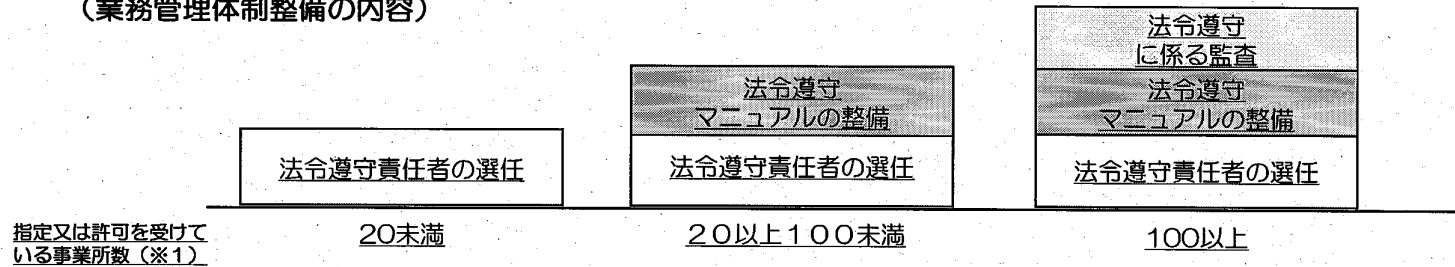 （業務管理体制整備の内容）
法令遵守
に係る監査
法令遵守
マニュアルの整備
法令遵守
マニュアルの整備
法令遵守責任者の選任
法令遵守責任者の選任
法令遵守責任者の選任
指定又は許可を受けて
いる事業所数（※１）
20未満
２０以上１００未満
100以上